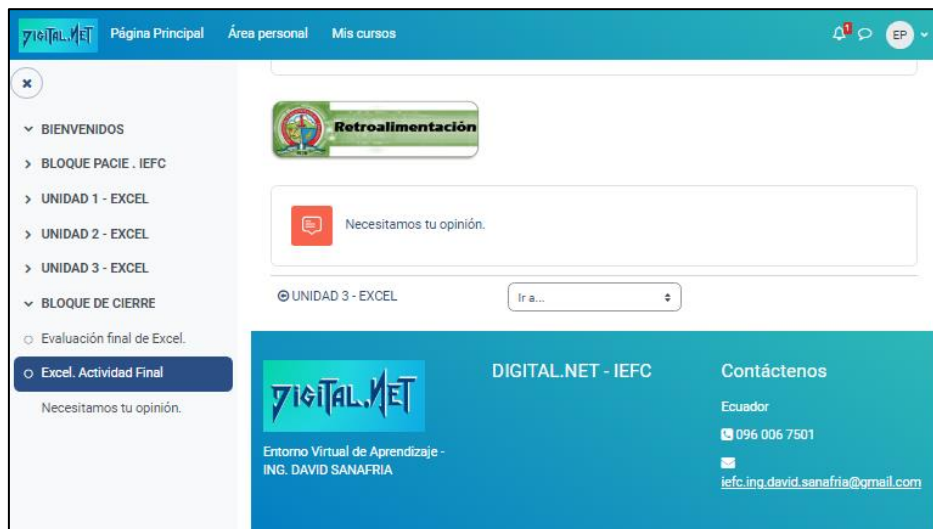 DIGITAL.NET Página Principal Área personal Mis cursos 1 EP
BIENVENIDOS
BLOQUE PACIE . IEFC
UNIDAD 1 - EXCEL
UNIDAD 2 - EXCEL
UNIDAD 3 - EXCEL
BLOQUE DE CIERRE
Evaluación final de Excel.
Excel. Actividad Final
Necesitamos tu opinión.
Retroalimentación
Necesitamos tu opinión.
UNIDAD 3 - EXCEL Ir a...
DIGITAL.NET
Entorno Virtual de Aprendizaje -
ING. DAVID SANAFRIA
DIGITAL.NET - IEFC
Contáctenos
Ecuador
096 006 7501
iefc.ing.david.sanafria@gmail.com